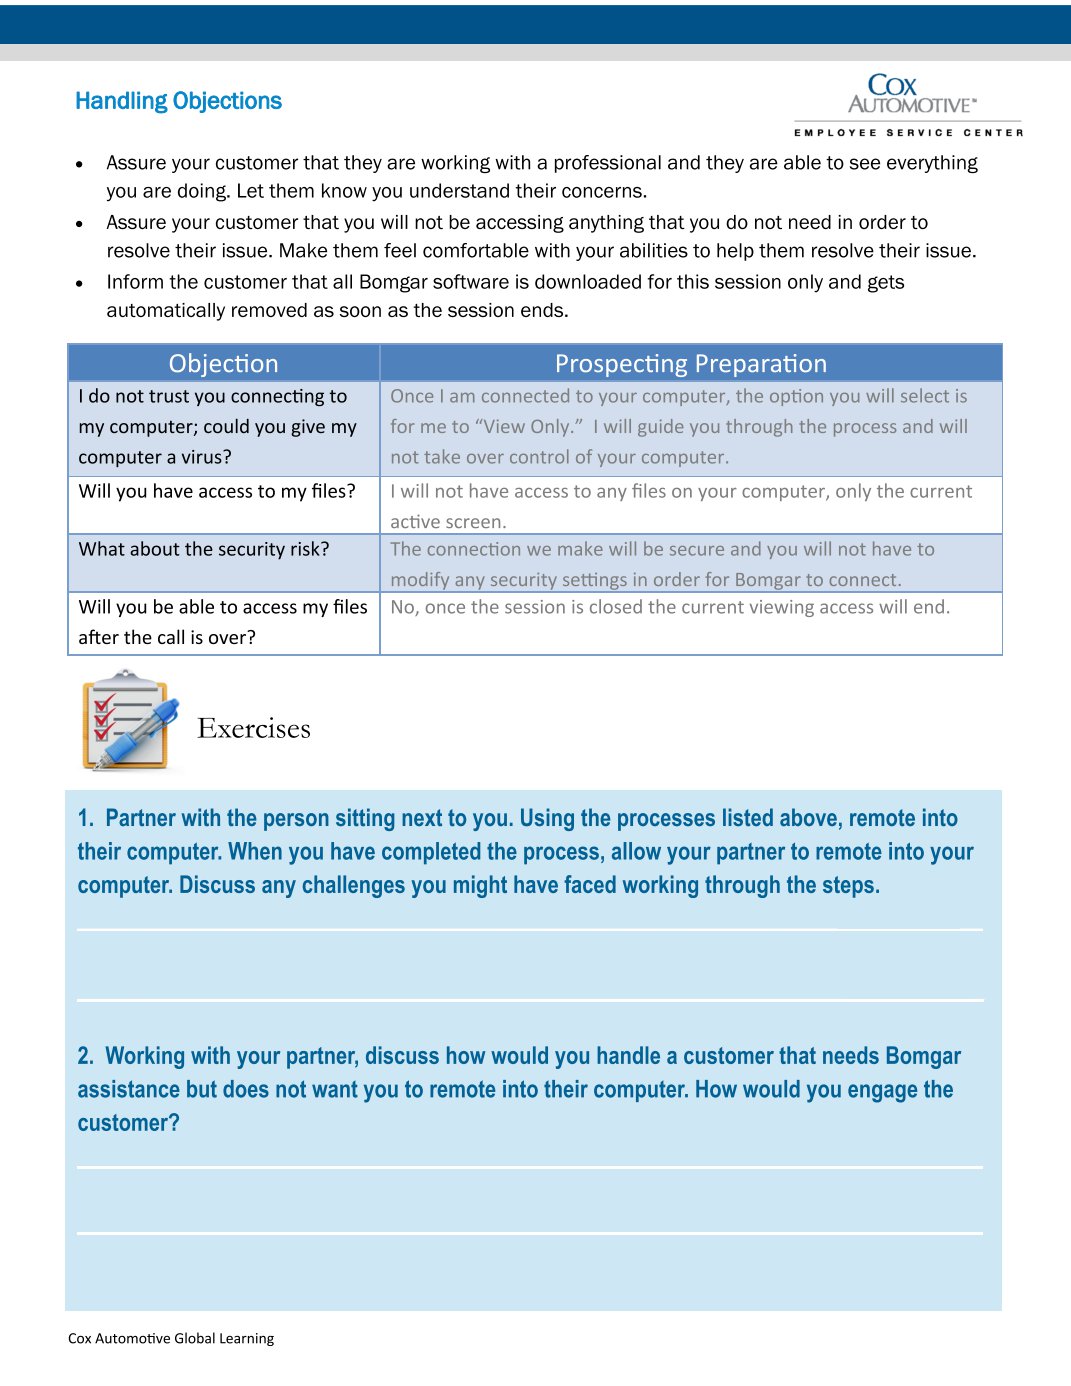 Handling Objections
COX
AUTOMOTIVE™
EMPLOYEE SERVICE CENTER
• Assure your customer that they are working with a professional and they are able to see everything
you are doing. Let them know you understand their concerns.
• Assure your customer that you will not be accessing anything that you do not need in order to
resolve their issue. Make them feel comfortable with your abilities to help them resolve their issue.
• Inform the customer that all Bomgar software is downloaded for this session only and gets
automatically removed as soon as the session ends.
Objection
Prospecting Preparation
I do not trust you connecting to
my computer; could you give my
computer a virus?
Once I am connected to your computer, the option you will select is
for me to “View Only.”  I will guide you through the process and will
not take over control of your computer.
Will you have access to my files?
I will not have access to any files on your computer, only the current
active screen.
What about the security risk?
The connection we make will be secure and you will not have to
modify any security settings in order for Bomgar to connect.
Will you be able to access my files
after the call is over?
No, once the session is closed the current viewing access will end.
Exercises
1.  Partner with the person sitting next to you. Using the processes listed above, remote into
their computer. When you have completed the process, allow your partner to remote into your
computer. Discuss any challenges you might have faced working through the steps.
2.  Working with your partner, discuss how would you handle a customer that needs Bomgar
assistance but does not want you to remote into their computer. How would you engage the
customer?
Cox Automotive Global Learning